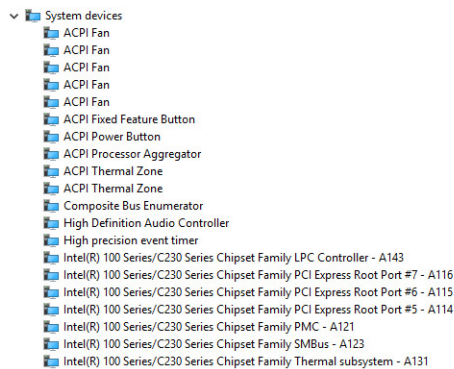 System devices
ACPI Fan
ACPI Fan
ACPI Fan
ACPI Fan
ACPI Fan
ACPI Fixed Feature Button
ACPI Power Button
ACPI Processor Aggregator
ACPI Thermal Zone
ACPI Thermal Zone
Composite Bus Enumerator
High Definition Audio Controller
High precision event timer
Intel(R) 100 Series/C230 Series Chipset Family LPC Controller - A143
Intel(R) 100 Series/C230 Series Chipset Family PCI Express Root Port #7 - A116
Intel(R) 100 Series/C230 Series Chipset Family PCI Express Root Port #6 - A115
Intel(R) 100 Series/C230 Series Chipset Family PCI Express Root Port #5 - A114
Intel(R) 100 Series/C230 Series Chipset Family PMC - A121
Intel(R) 100 Series/C230 Series Chipset Family SMBus - A123
Intel(R) 100 Series/C230 Series Chipset Family Thermal subsystem - A131